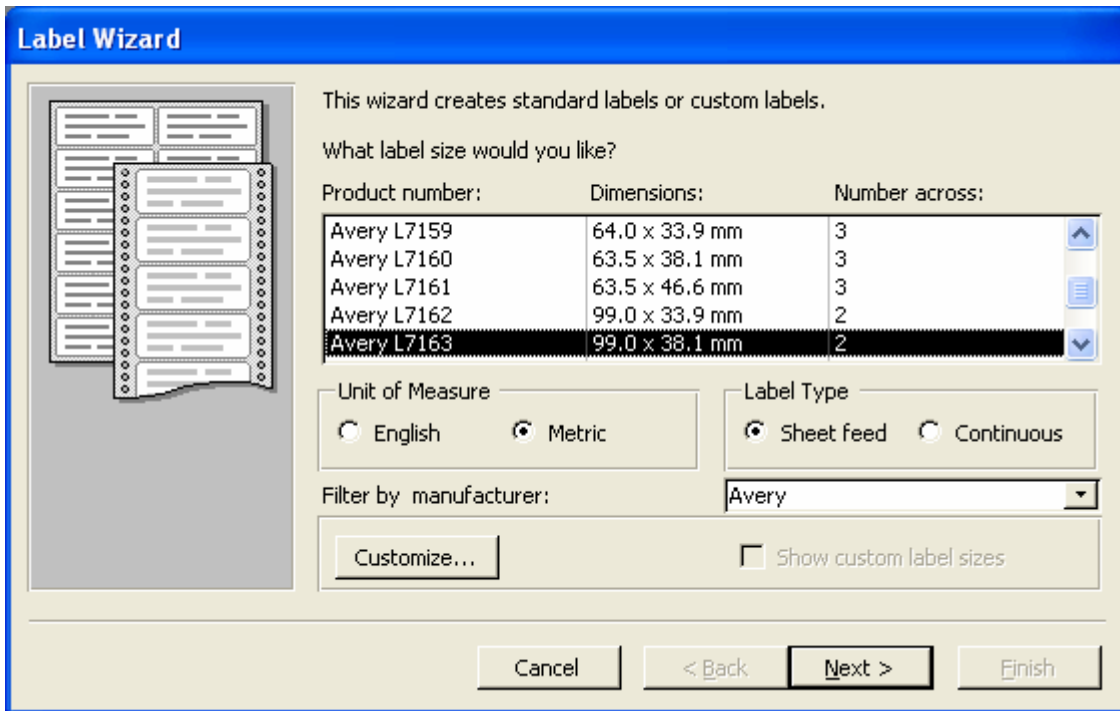 Label Wizard
This wizard creates standard labels or custom labels.
What label size would you like?
Product number: Dimensions: Number across:
Avery L7159 64.0 x 33.9 mm 3
Avery L7160 63.5 x 38.1 mm 3
Avery L7161 63.5 x 46.6 mm 3
Avery L7162 99.0 x 33.9 mm 2
Avery L7163 99.0 x 38.1 mm 2
Unit of Measure Label Type
English Metric Sheet feed Continuous
Filter by manufacturer: Avery
Customize... Show custom label sizes
Cancel < Back Next > Finish